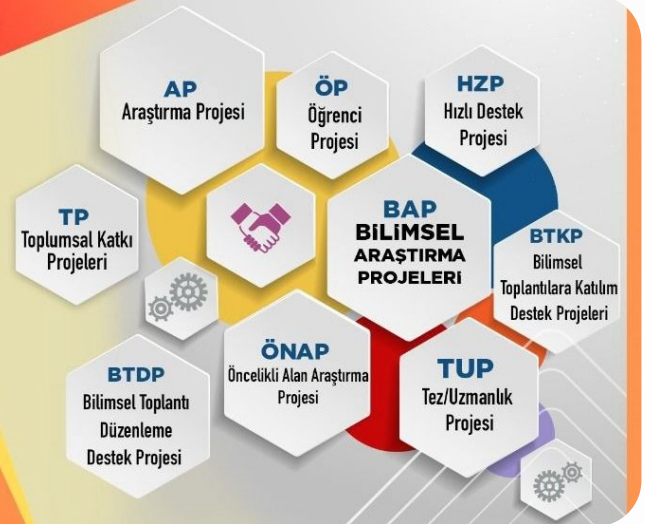 AP
Araştırma Projesi
ÖP
Öğrenci
Projesi
HZP
Hızlı Destek
Projesi
TP
Toplumsal Katkı
Projeleri
BAP
BİLİMSEL
ARAŞTIRMA
PROJELERİ
BTKP
Bilimsel
Toplantılara Katılım
Destek Projeleri
BTDP
Bilimsel Toplantı
Düzenleme
Destek Projesi
ÖNAP
Öncelikli Alan Araştırma
Projesi
TUP
Tez/Uzmanlık
Projesi